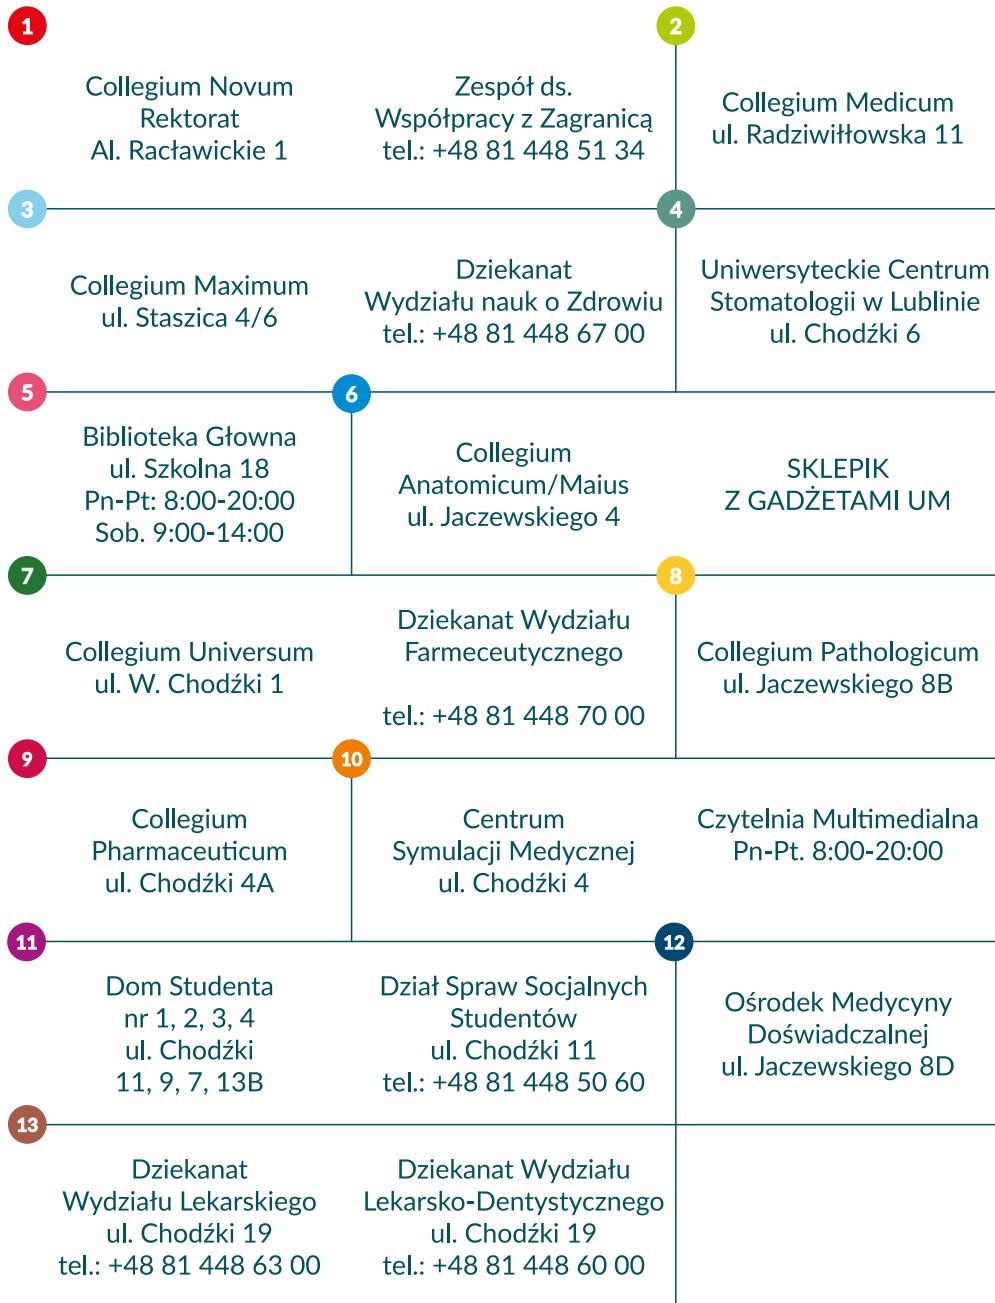 1
Collegium Novum
Rektorat
Al. Racławickie 1
Zespół ds.
Współpracy z Zagranicą
tel.: +48 81 448 51 34
2
Collegium Medicum
ul. Radziwiłłowska 11
3
Collegium Maximum
ul. Staszica 4/6
Dziekanat
Wydziału nauk o Zdrowiu
tel.: +48 81 448 67 00
4
Uniwersyteckie Centrum
Stomatologii w Lublinie
ul. Chodźki 6
5
Biblioteka Głowna
ul. Szkolna 18
Pn-Pt: 8:00-20:00
Sob. 9:00-14:00
6
Collegium
Anatomicum/Maius
ul. Jaczewskiego 4
SKLEPIK
Z GADŻETAMI UM
7
Collegium Universum
ul. W. Chodźki 1
Dziekanat Wydziału
Farmeceutycznego
tel.: +48 81 448 70 00
8
Collegium Pathologicum
ul. Jaczewskiego 8B
9
Collegium
Pharmaceuticum
ul. Chodźki 4A
10
Centrum
Symulacji Medycznej
ul. Chodźki 4
Czytelnia Multimedialna
Pn-Pt. 8:00-20:00
11
Dom Studenta
nr 1, 2, 3, 4
ul. Chodźki
11, 9, 7, 13B
Dział Spraw Socjalnych
Studentów
ul. Chodźki 11
tel.: +48 81 448 50 60
12
Ośrodek Medycyny
Doświadczalnej
ul. Jaczewskiego 8D
13
Dziekanat
Wydziału Lekarskiego
ul. Chodźki 19
tel.: +48 81 448 63 00
Dziekanat Wydziału
Lekarsko-Dentystycznego
ul. Chodźki 19
tel.: +48 81 448 60 00